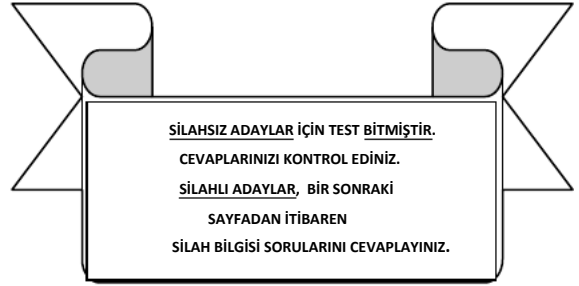 SİLAHSIZ ADAYLAR İÇİN TEST BİTMİŞTİR.
CEVAPLARINIZI KONTROL EDİNİZ.
SİLAHLI ADAYLAR, BİR SONRAKİ
SAYFADAN İTİBAREN
SİLAH BİLGİSİ SORULARINI CEVAPLAYINIZ.